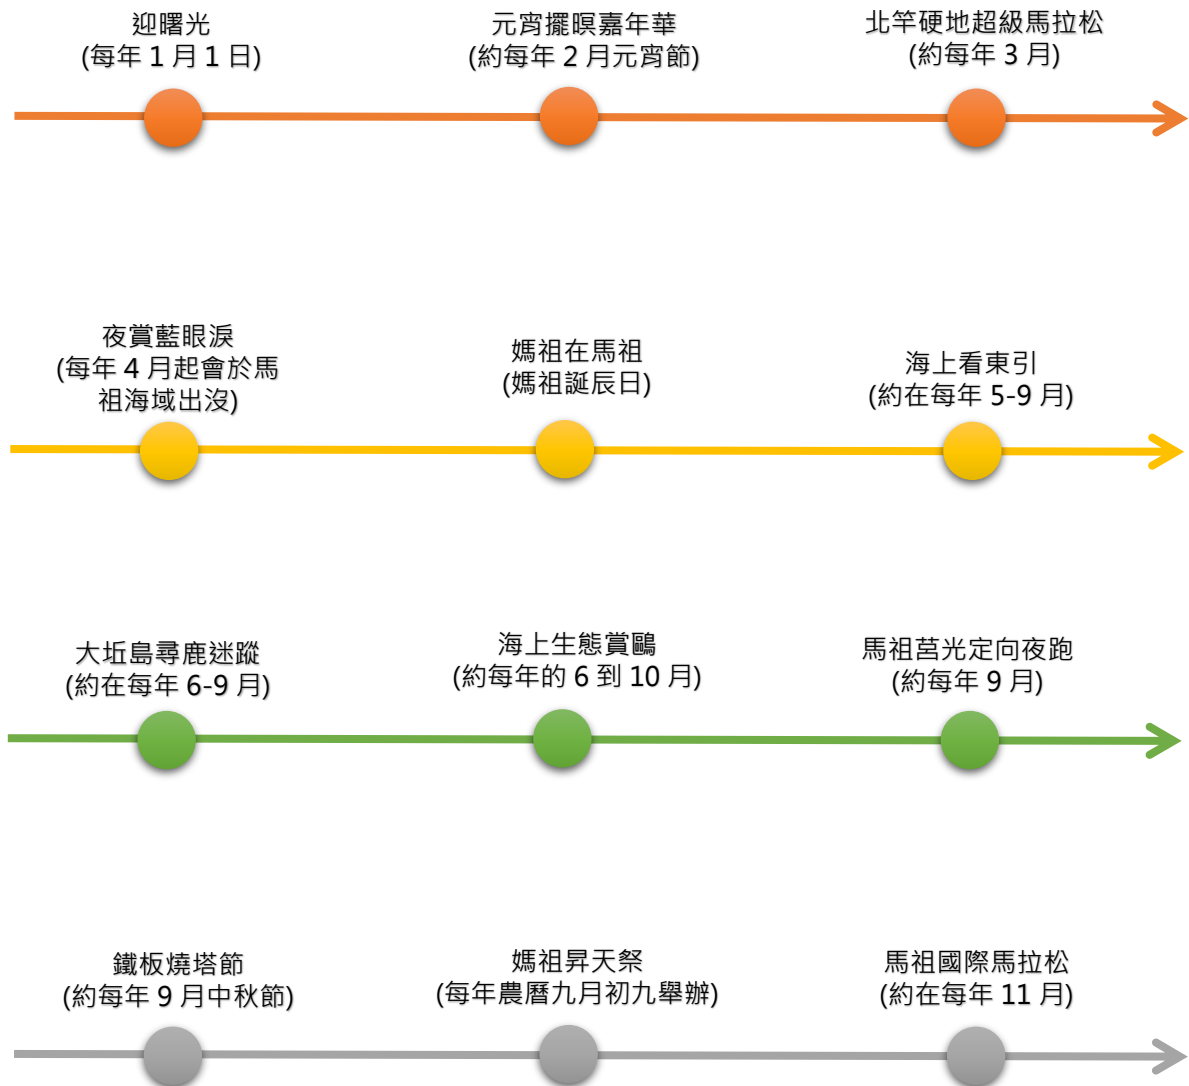 迎曙光
(每年 1 月 1 日)
元宵擺暝嘉年華
(約每年 2 月元宵節)
北竿硬地超級馬拉松
(約每年 3 月)
夜賞藍眼淚
(每年 4 月起會於馬
祖海域出沒)
媽祖在馬祖
(媽祖誕辰日)
海上看東引
(約在每年 5-9 月)
大坵島尋鹿迷蹤
(約在每年 6-9 月)
海上生態賞鷗
(約每年的 6 到 10 月)
馬祖莒光定向夜跑
(約每年 9 月)
鐵板燒塔節
(約每年 9 月中秋節)
媽祖昇天祭
(每年農曆九月初九舉辦)
馬祖國際馬拉松
(約在每年 11 月)